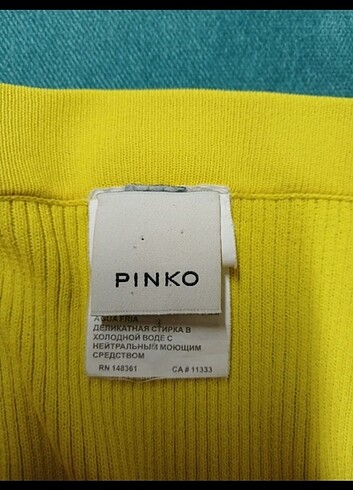 PINKO
AGUA FRIA
ДЕЛИКАТНАЯ СТИРКА В
ХОЛОДНОЙ ВОДЕ С
НЕЙТРАЛЬНЫМ МОЮЩИМ
СРЕДСТВОМ
RN 148361 CA# 11333